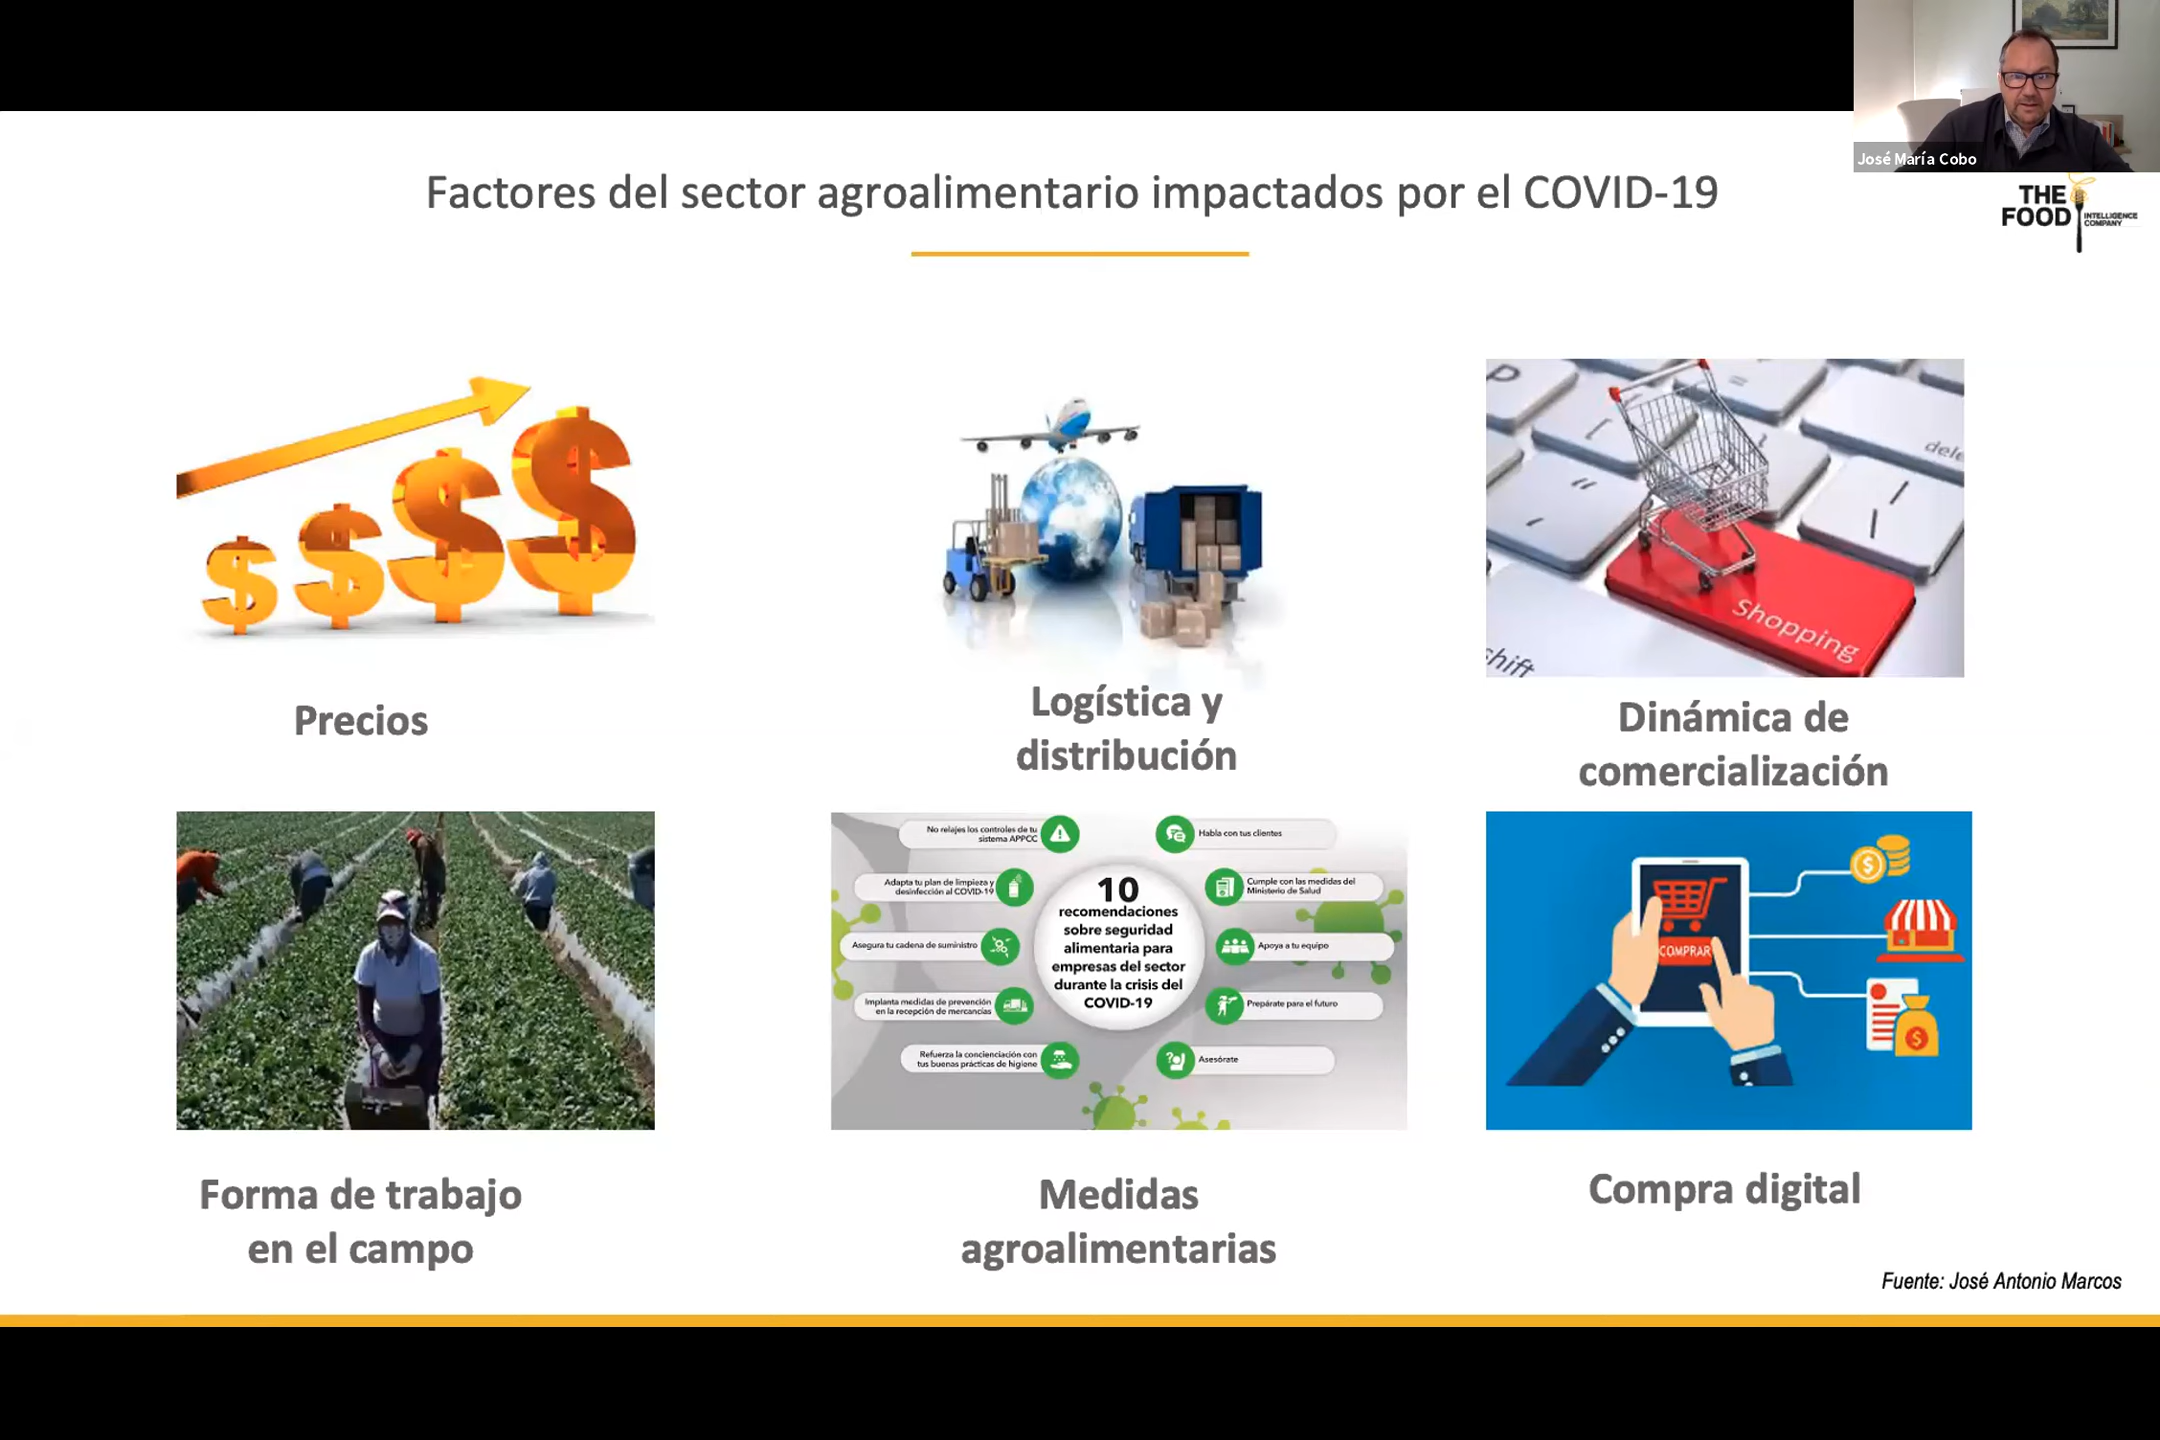 José María Cobo
Factores del sector agroalimentario impactados por el COVID-19
THE
FOOD
INTELLIGENCE
COMPANY
P
dele
Shopping
shift
Precios
Logística y
distribución
Dinámica de
comercialización
No relajes los controles de tu
sistema APPCC
Adapta tu plan de limpieza y
desinfección al COVID-19
Asegura tu cadena de suministro
Implanta medidas de prevención
en la recepción de mercancías
Refuerza la concienciación con
tus buenas prácticas de higiene
10
recomendaciones
sobre seguridad
alimentaria para
empresas del sector
durante la crisis del
COVID-19
Habla con tus clientes
Cumple con las medidas del
Ministerio de Salud
Apoya a tu equipo
Prepárate para el futuro
Asesórate
COMPRAR
Forma de trabajo
en el campo
Medidas
agroalimentarias
Compra digital
Fuente: José Antonio Marcos